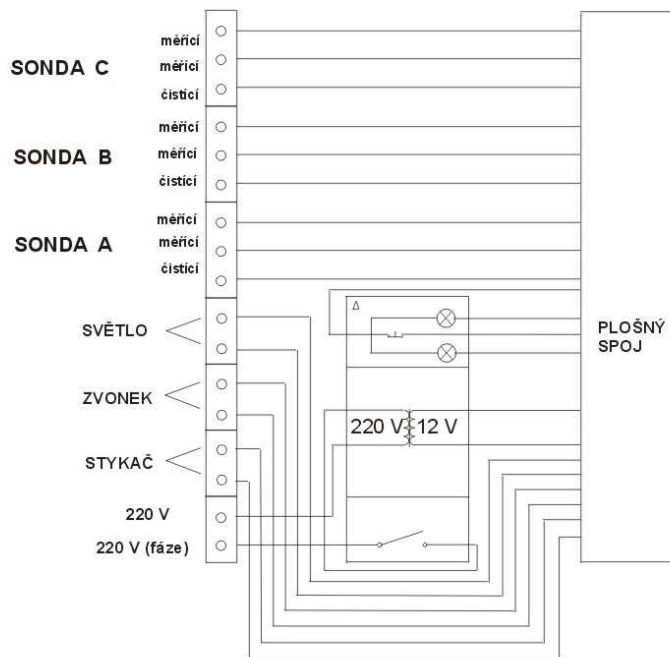 měřící
SONDA C
měřící
čistící
měřící
SONDA B
měřící
čistící
měřící
SONDA A
měřící
čistící
SVĚTLO
ZVONEK
STYKAČ
220 V
220 V (fáze)
220 V
12 V
PLOŠNÝ
SPOJ